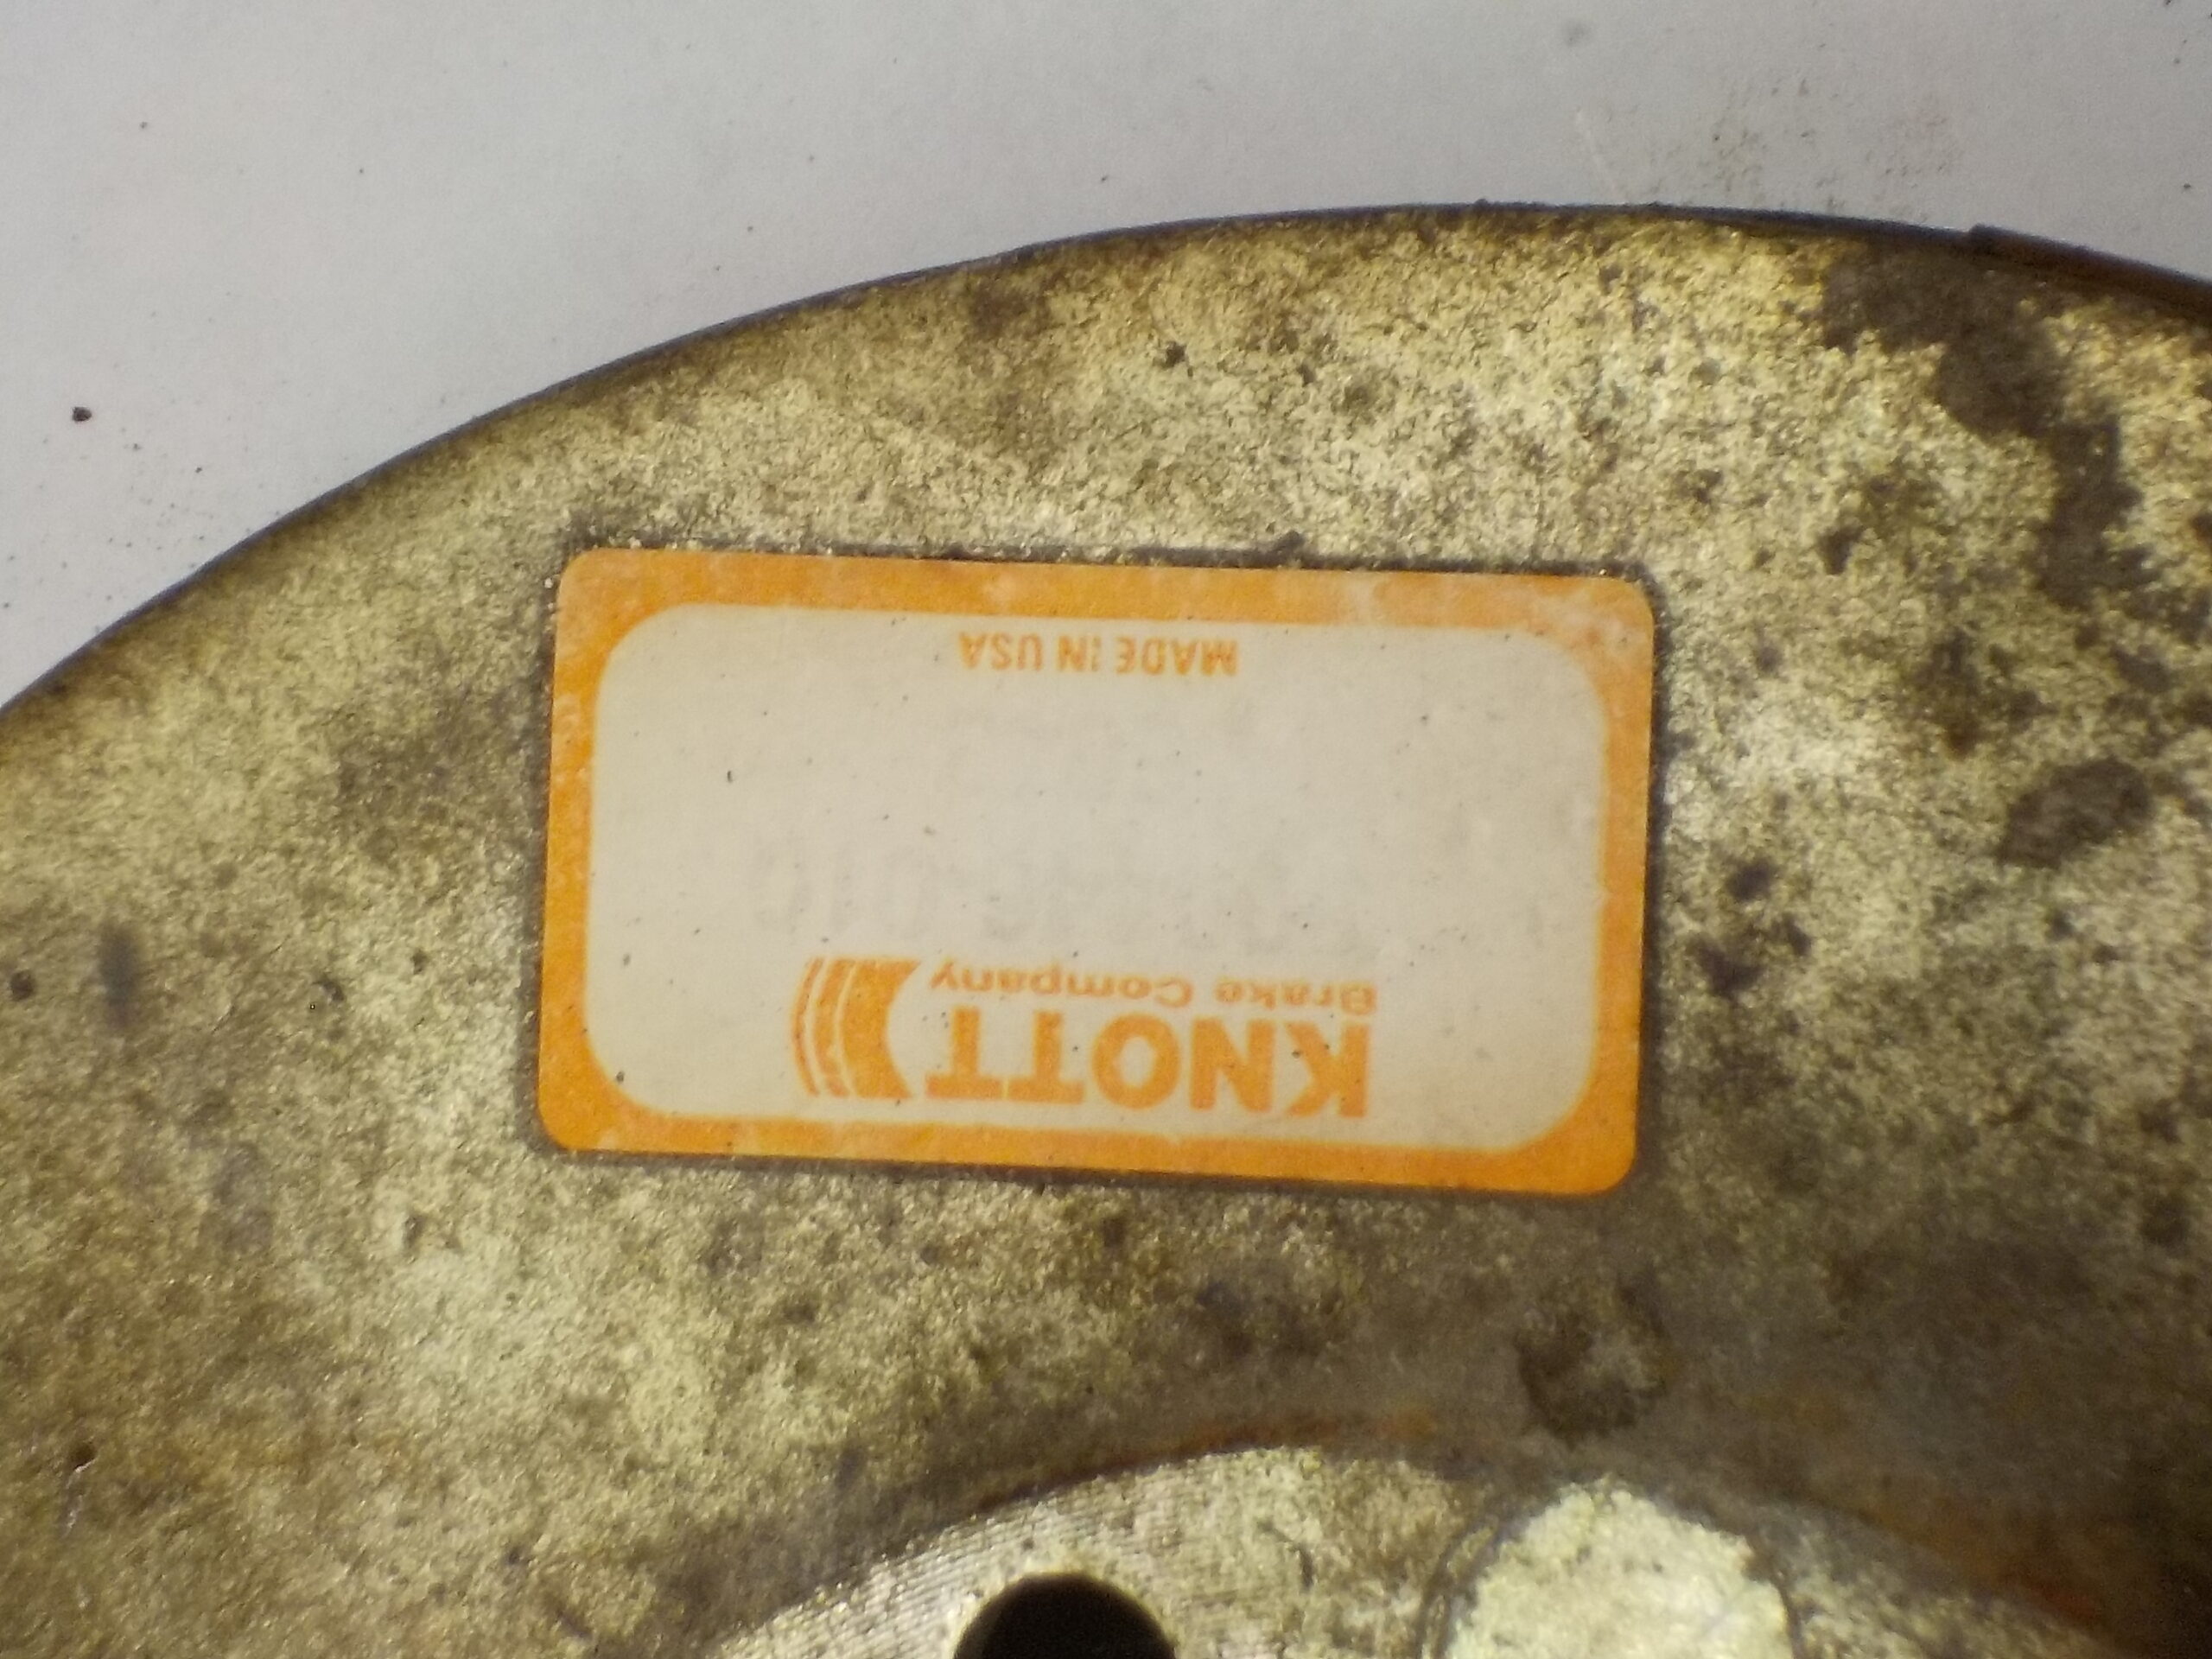 KNOTT
Brake Company
MADE IN USA